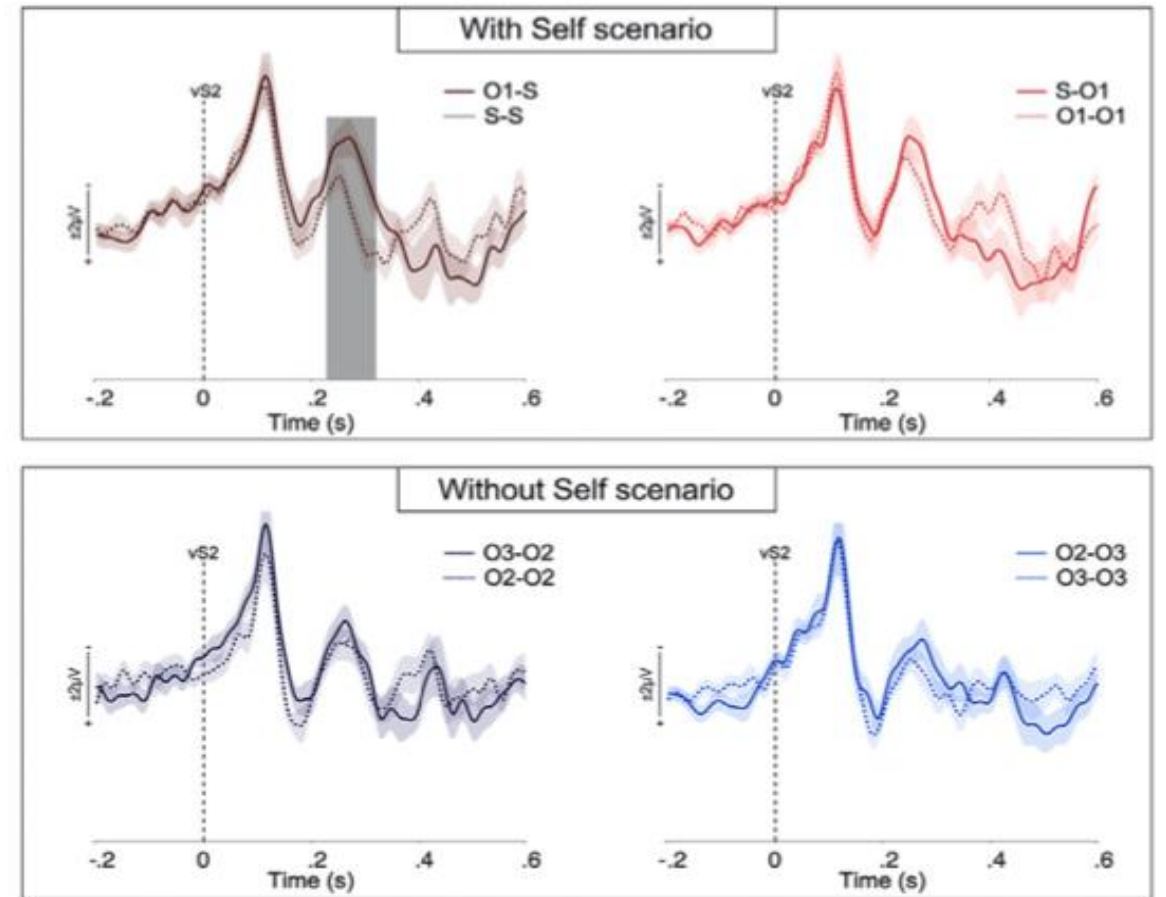 With Self scenario
vS2
O1-S
S-S
±2µV
-
+
-.2 0 .2 .4 .6
Time (s)
vS2
S-O1
O1-O1
±2µV
-
+
-.2 0 .2 .4 .6
Time (s)
Without Self scenario
vS2
O3-O2
O2-O2
±2µV
-
+
-.2 0 .2 .4 .6
Time (s)
vS2
O2-O3
O3-O3
±2µV
-
+
-.2 0 .2 .4 .6
Time (s)